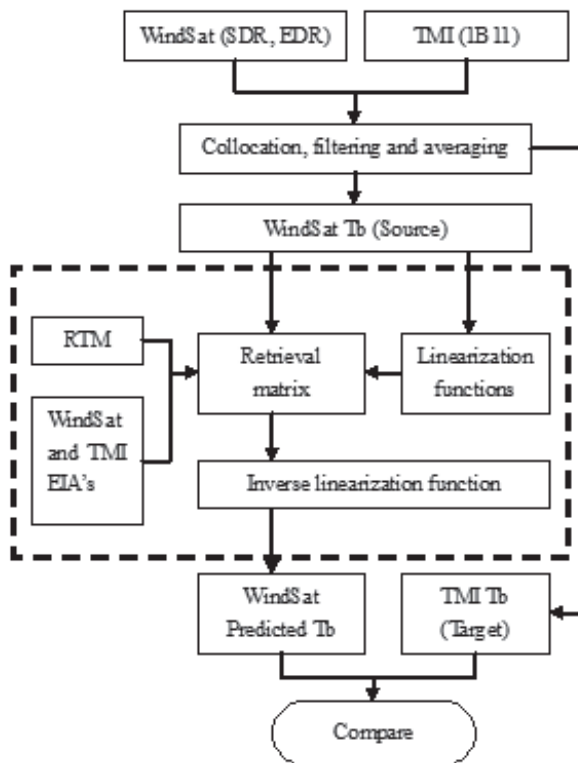 WindSat (SDR, EDR)
TMI (1B 11)
Collocation, filtering and averaging
WindSat Tb (Source)
RTM
Retrieval
matrix
Linearization
functions
WindSat
and TMI
EIA's
Inverse linearization function
WindSat
Predicted Tb
TMI Tb
(Target)
Compare